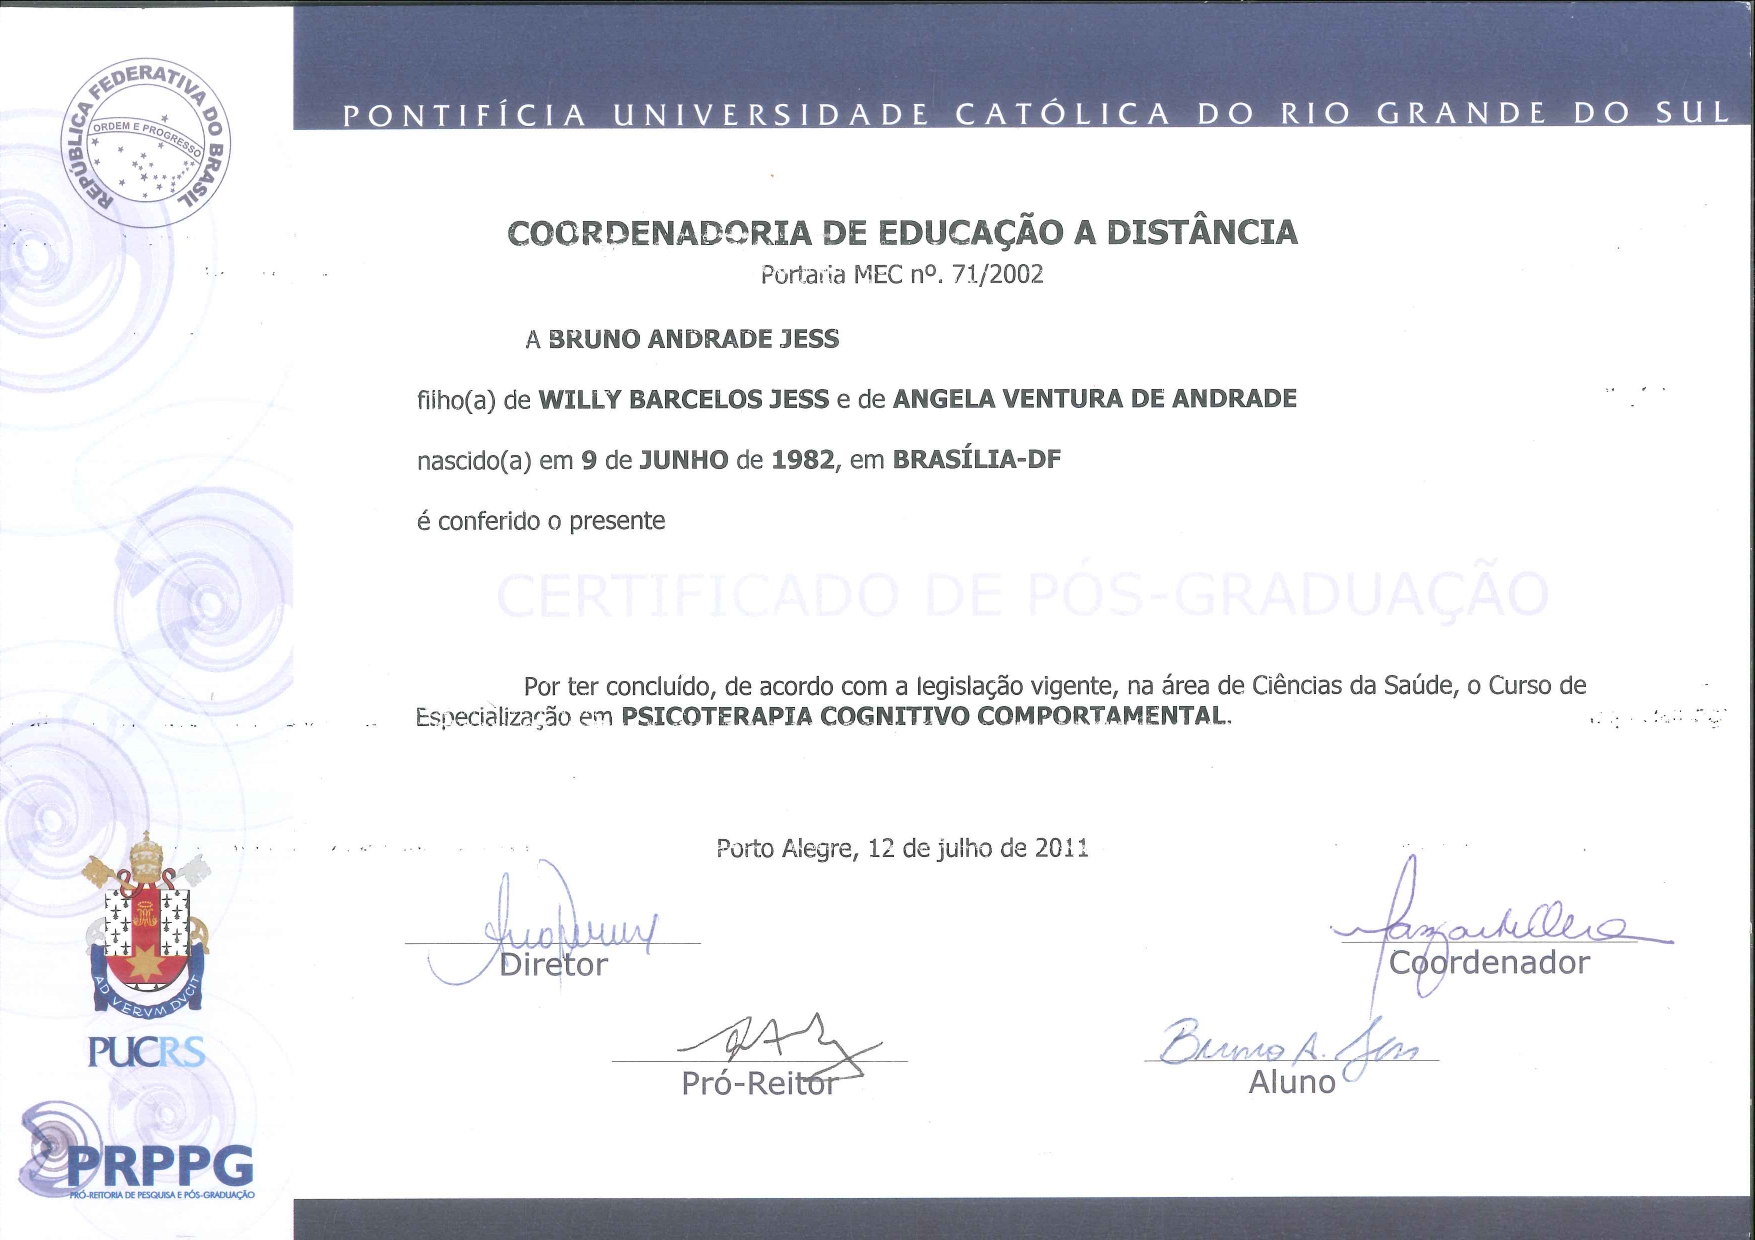 REPÚBLICA FEDERATIVA DO BRASIL
ORDEM E PROGRESSO
PONTIFÍCIA UNIVERSIDADE CATÓLICA DO RIO GRANDE DO SUL
COORDENADORIA DE EDUCAÇÃO A DISTÂNCIA
Portaria MEC nº. 71/2002
A BRUNO ANDRADE JESS
filho(a) de WILLY BARCELOS JESS e de ANGELA VENTURA DE ANDRADE
nascido(a) em 9 de JUNHO de 1982, em BRASÍLIA-DF
é conferido o presente
CERTIFICADO DE PÓS-GRADUAÇÃO
Por ter concluído, de acordo com a legislação vigente, na área de Ciências da Saúde, o Curso de
Especialização em PSICOTERAPIA COGNITIVO COMPORTAMENTAL.
Porto Alegre, 12 de julho de 2011
Diretor
Coordenador
Bruno A. Jess
Pró-Reitor
Aluno
AD VERVM DVCIT
PUCRS
PRPPG
PRÓ-REITORIA DE PESQUISA E PÓS-GRADUAÇÃO